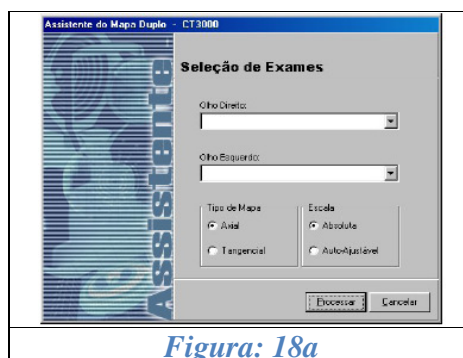 Assistente do Mapa Duplo - CT3000
Assistente
Seleção de Exames
Olho Direito:
Olho Esquerdo:
Tipo de Mapa
Axial
Tangencial
Escala
Absoluta
Auto-Ajustável
Processar
Cancelar
Figura: 18a